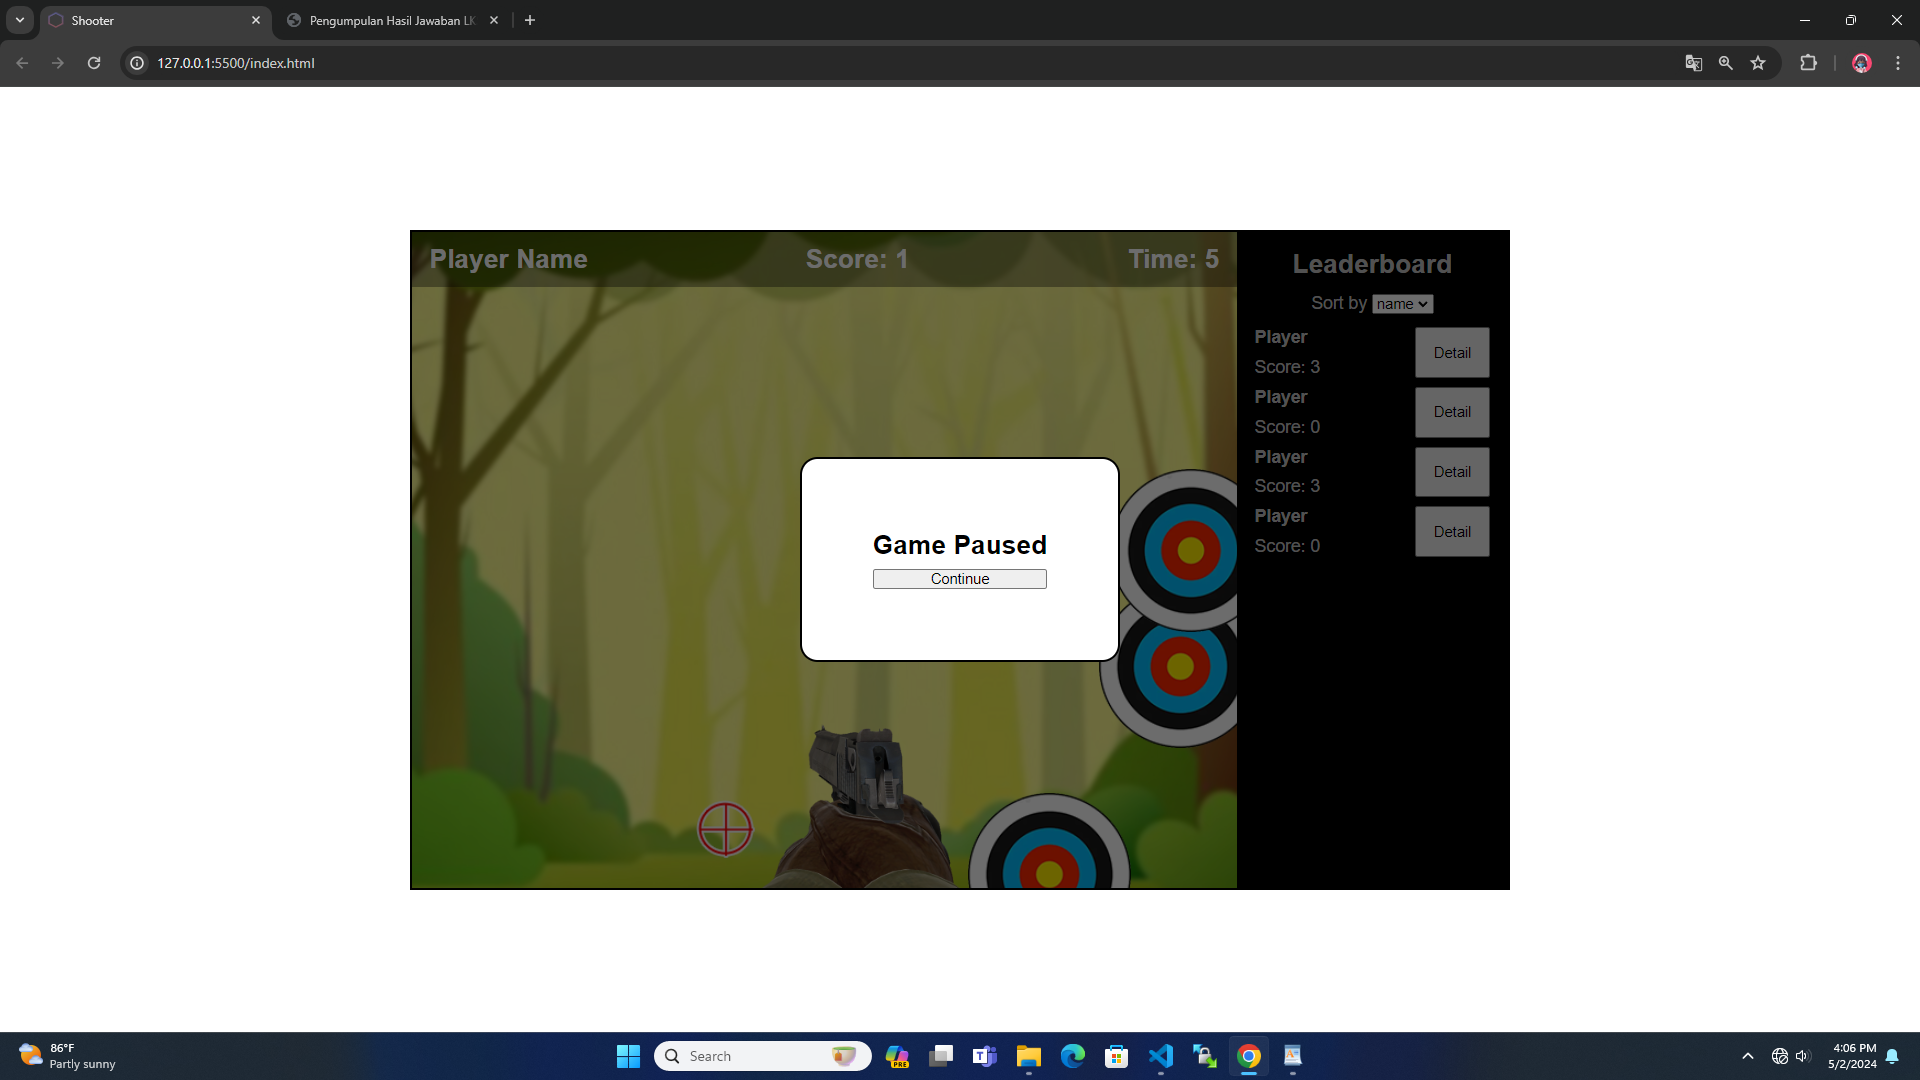 Shooter
Pengumpulan Hasil Jawaban LK
127.0.0.1:5500/index.html
Player Name
Score: 1
Time: 5
Leaderboard
Sort by name
Player
Score: 3
Detail
Player
Score: 0
Detail
Player
Score: 3
Detail
Player
Score: 0
Detail
Game Paused
Continue
86°F
Partly sunny
Search
PRE
4:06 PM
5/2/2024